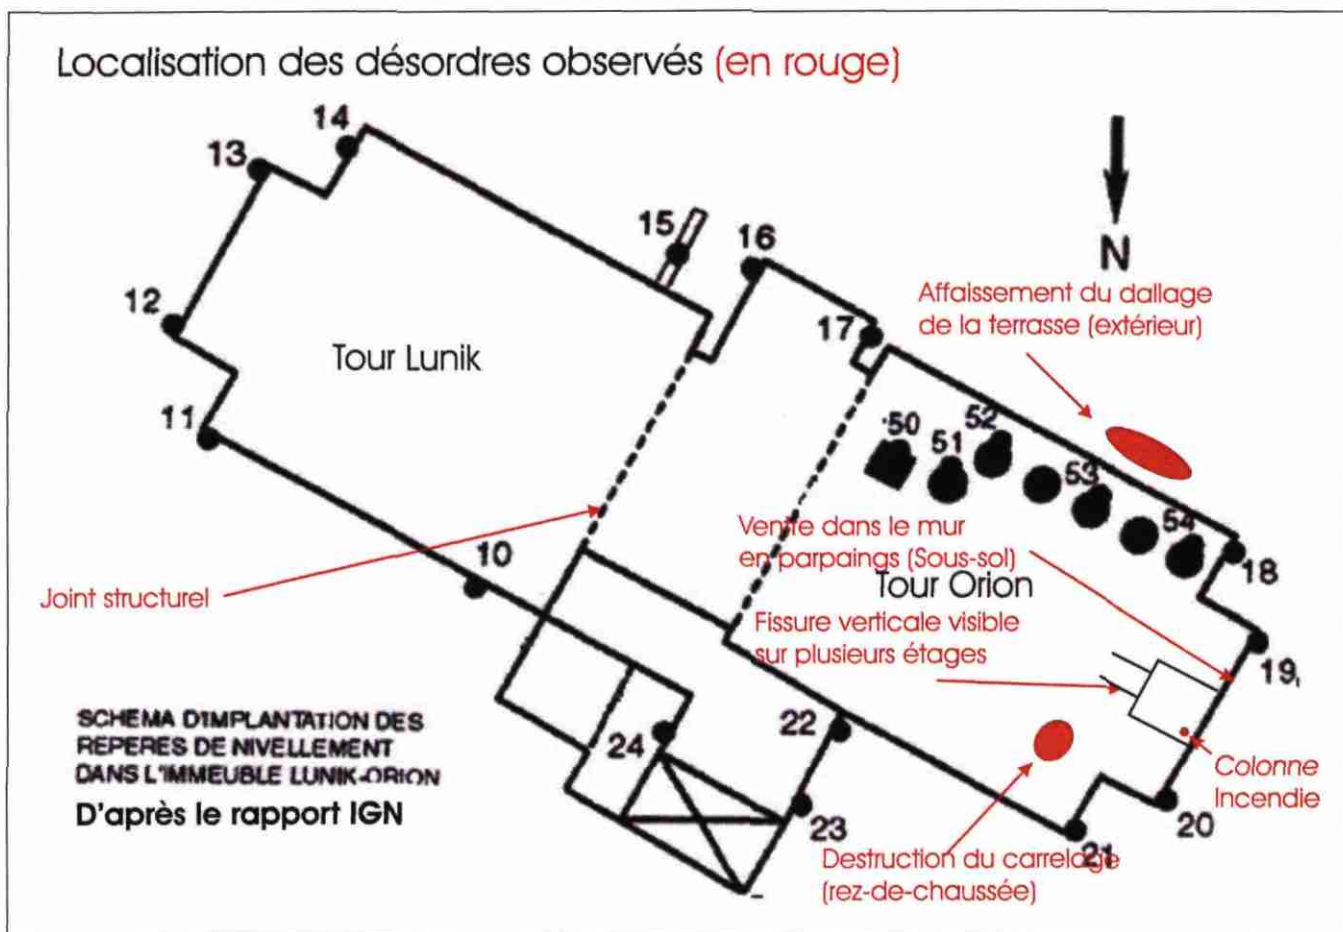 Localisation des désordres observés (en rouge)
14
13
15
16
N
12
17
Affaissement du dallage
de la terrasse (extérieur)
Tour Lunik
11
50
51
52
53
54
10
Joint structurel
Ventre dans le mur
en parpaings (Sous-sol)
18
Tour Orion
Fissure verticale visible
sur plusieurs étages
19
SCHEMA D'IMPLANTATION DES
REPERES DE NIVELLEMENT
DANS L'IMMEUBLE LUNIK-ORION
D'après le rapport IGN
24
22
23
Colonne
Incendie
20
21
Destruction du carrelage
(rez-de-chaussée)